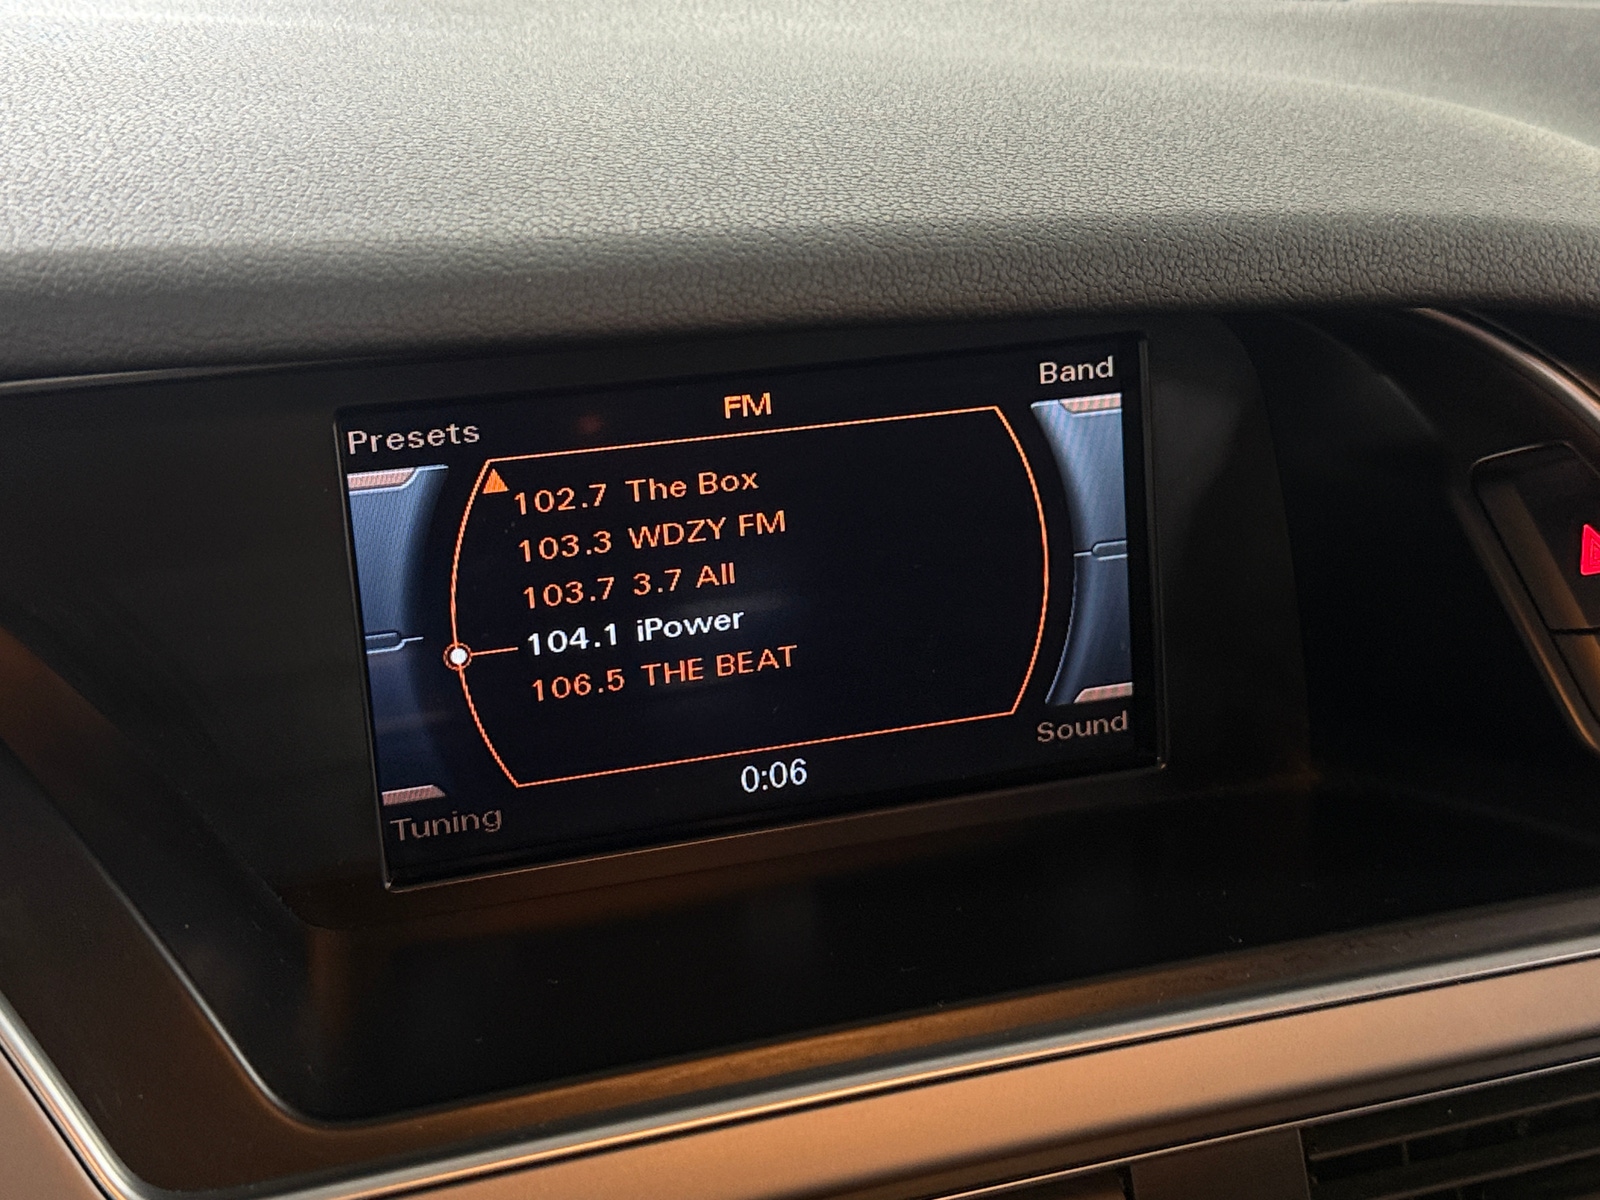 Band
FM
Presets
102.7 The Box
103.3 WDZY FM
103.7 3.7 All
104.1 iPower
106.5 THE BEAT
Sound
0:06
Tuning